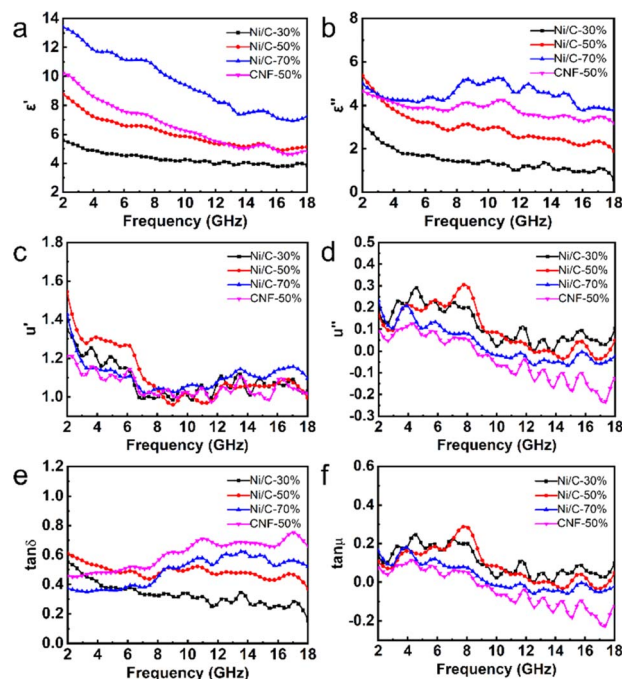 a
14
12
10
8
6
4
2
ε'
Ni/C-30%
Ni/C-50%
Ni/C-70%
CNF-50%
2 4 6 8 10 12 14 16 18
Frequency (GHz)
b
8
6
4
2
0
ε''
Ni/C-30%
Ni/C-50%
Ni/C-70%
CNF-50%
2 4 6 8 10 12 14 16 18
Frequency (GHz)
c
1.8
1.6
1.4
1.2
1.0
u'
Ni/C-30%
Ni/C-50%
Ni/C-70%
CNF-50%
2 4 6 8 10 12 14 16 18
Frequency (GHz)
d
0.5
0.4
0.3
0.2
0.1
0.0
-0.1
-0.2
-0.3
u''
Ni/C-30%
Ni/C-50%
Ni/C-70%
CNF-50%
2 4 6 8 10 12 14 16 18
Frequency (GHz)
e
1.2
1.0
0.8
0.6
0.4
0.2
0.0
tanδ
Ni/C-30%
Ni/C-50%
Ni/C-70%
CNF-50%
2 4 6 8 10 12 14 16 18
Frequency (GHz)
f
0.6
0.4
0.2
0.0
-0.2
tanμ
Ni/C-30%
Ni/C-50%
Ni/C-70%
CNF-50%
2 4 6 8 10 12 14 16 18
Frequency (GHz)